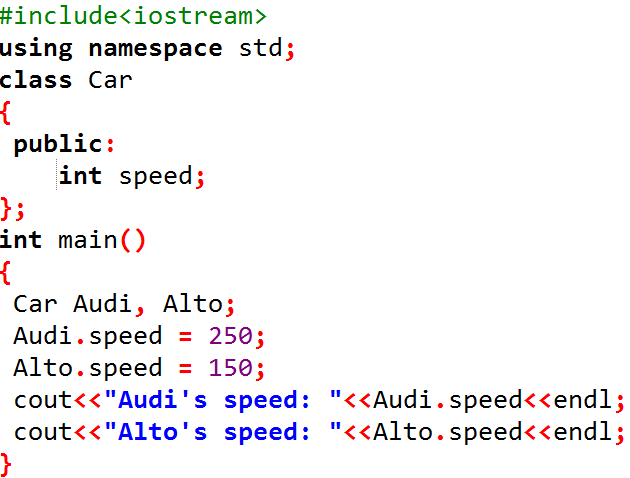 #include<iostream>
using namespace std;
class Car
{
 public:
    int speed;
};
int main()
{
 Car Audi, Alto;
 Audi.speed = 250;
 Alto.speed = 150;
 cout<<"Audi's speed: "<<Audi.speed<<endl;
 cout<<"Alto's speed: "<<Alto.speed<<endl;
}